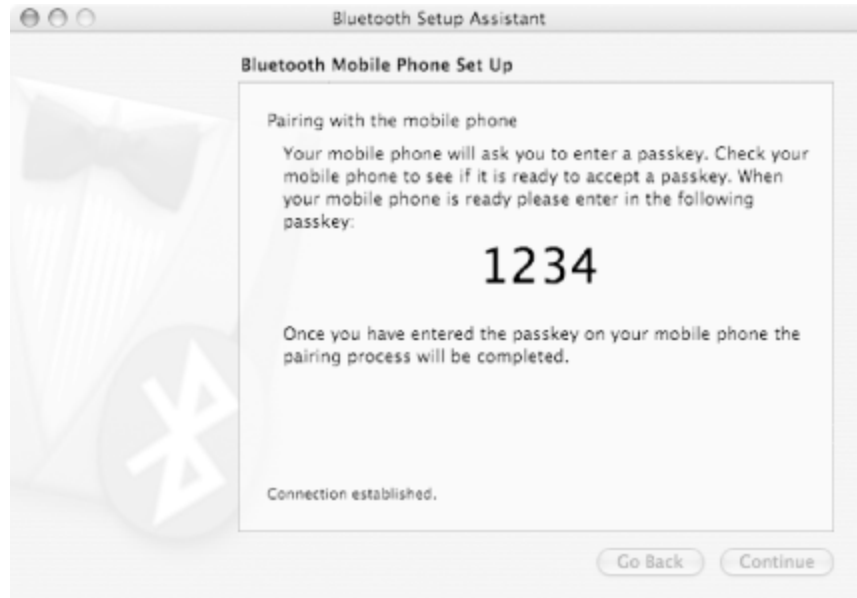 Bluetooth Setup Assistant
Bluetooth Mobile Phone Set Up
Pairing with the mobile phone
Your mobile phone will ask you to enter a passkey. Check your
mobile phone to see if it is ready to accept a passkey. When
your mobile phone is ready please enter in the following
passkey:
1234
Once you have entered the passkey on your mobile phone the
pairing process will be completed.
Connection established.
Go Back Continue